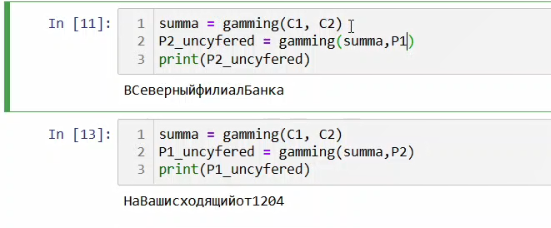 In [11]:
1 summa = gamming(C1, C2)
2 P2_uncyfered = gamming(summa,P1)
3 print(P2_uncyfered)
ВСеверныйфилиалБанка
In [13]:
1 summa = gamming(C1, C2)
2 P1_uncyfered = gamming(summa,P2)
3 print(P1_uncyfered)
НаВашисходящийот1204